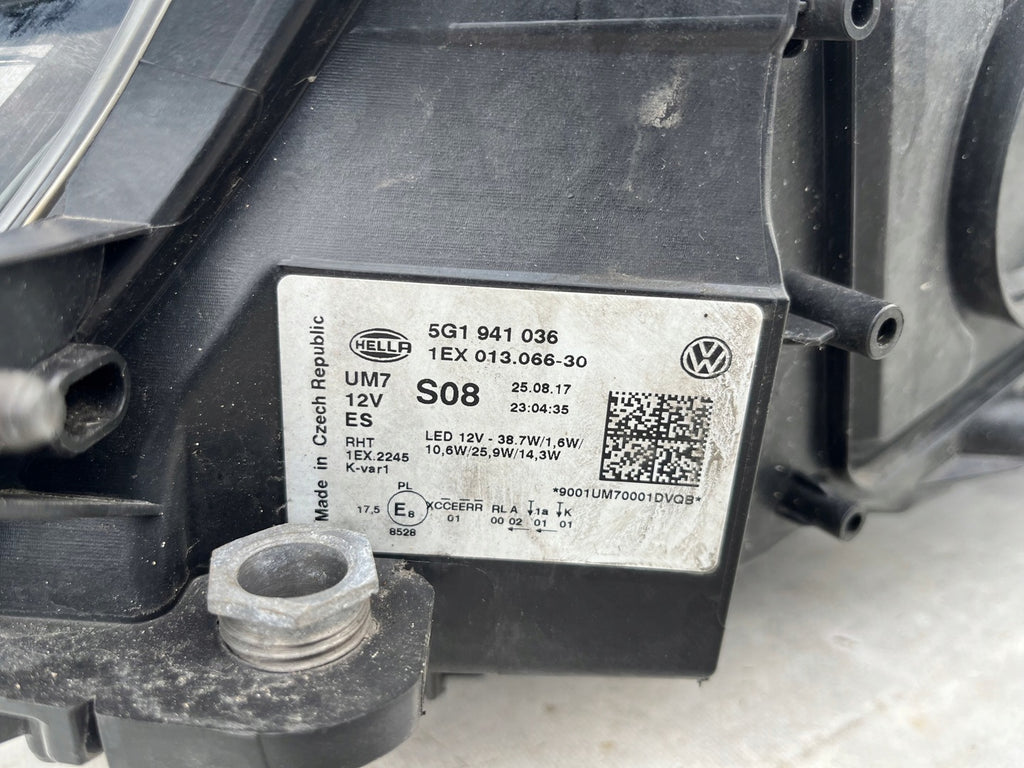 Made in Czech Republic
HELLA
5G1 941 036
1EX 013.066-30
UM7
12V
ES
S08
25.08.17
23:04:35
RHT
1EX.2245
K-var1
LED 12V - 38.7W/1,6W/
10,6W/25,9W/14,3W
*9001UM70001DVQB*
PL
17,5
E8
8528
XCCEERR RL A 1a K
01 00 02 01 01
VW